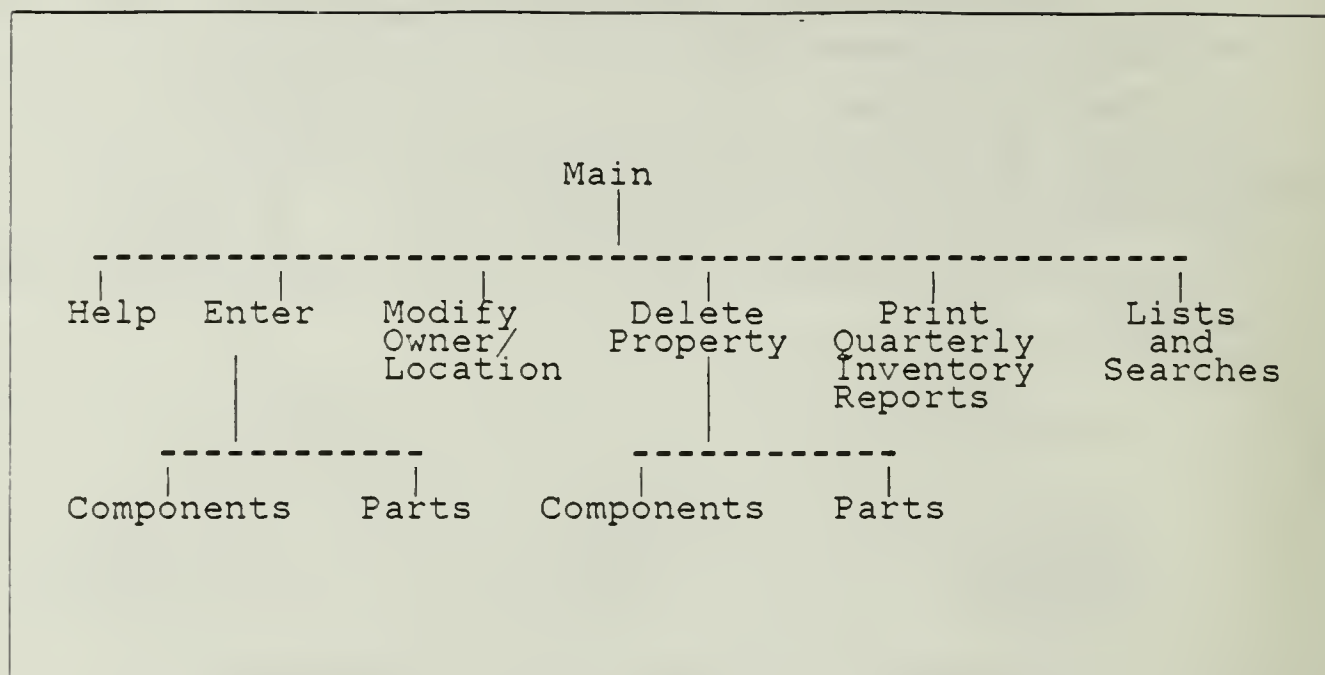 Main
Help Enter Modify Delete Print Lists
Owner/ Property Quarterly and
Location Inventory Searches
Reports
Components Parts Components Parts